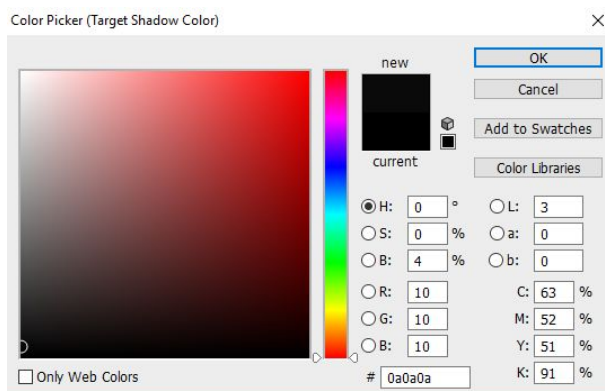 Color Picker (Target Shadow Color)
new
current
OK
Cancel
Add to Swatches
Color Libraries
H: 0 °
S: 0 %
B: 4 %
R: 10
G: 10
B: 10
# 0a0a0a
L: 3
a: 0
b: 0
C: 63 %
M: 52 %
Y: 51 %
K: 91 %
Only Web Colors